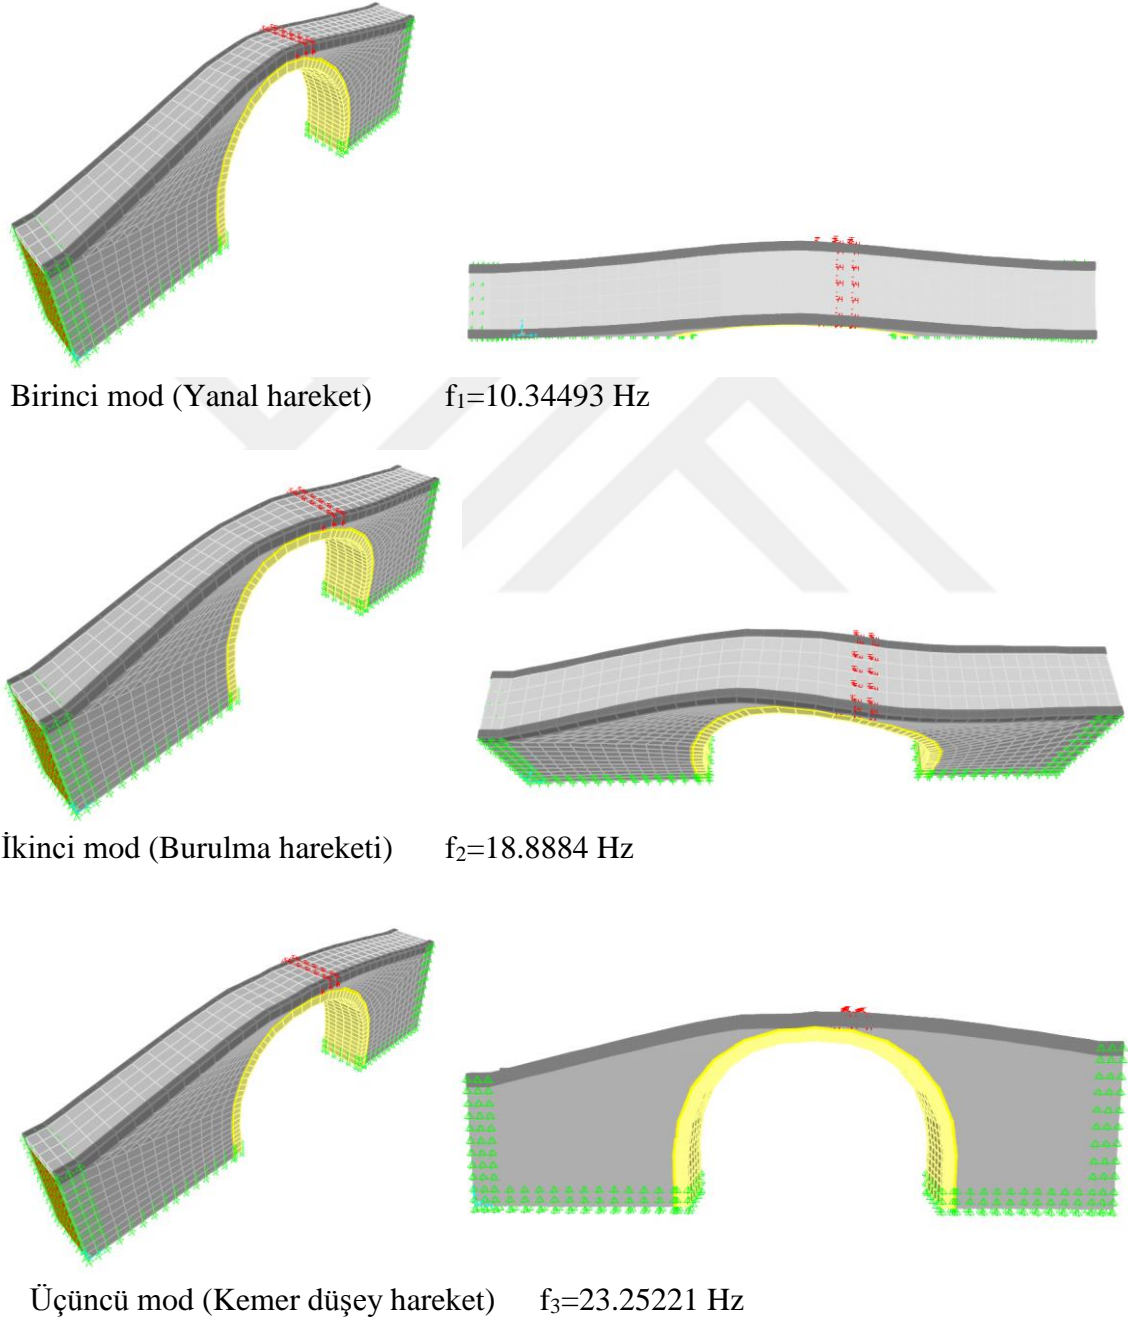 Birinci mod (Yanal hareket) f₁=10.34493 Hz
İkinci mod (Burulma hareketi) f₂=18.8884 Hz
Üçüncü mod (Kemer düşey hareket) f₃=23.25221 Hz